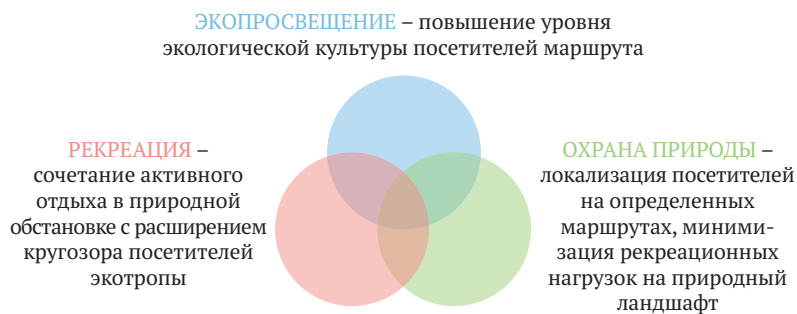 ЭКОПРОСВЕЩЕНИЕ – повышение уровня
экологической культуры посетителей маршрута
РЕКРЕАЦИЯ –
сочетание активного
отдыха в природной
обстановке с расширением
кругозора посетителей
экотропы
ОХРАНА ПРИРОДЫ –
локализация посетителей
на определенных
маршрутах, миними-
зация рекреационных
нагрузок на природный
ландшафт